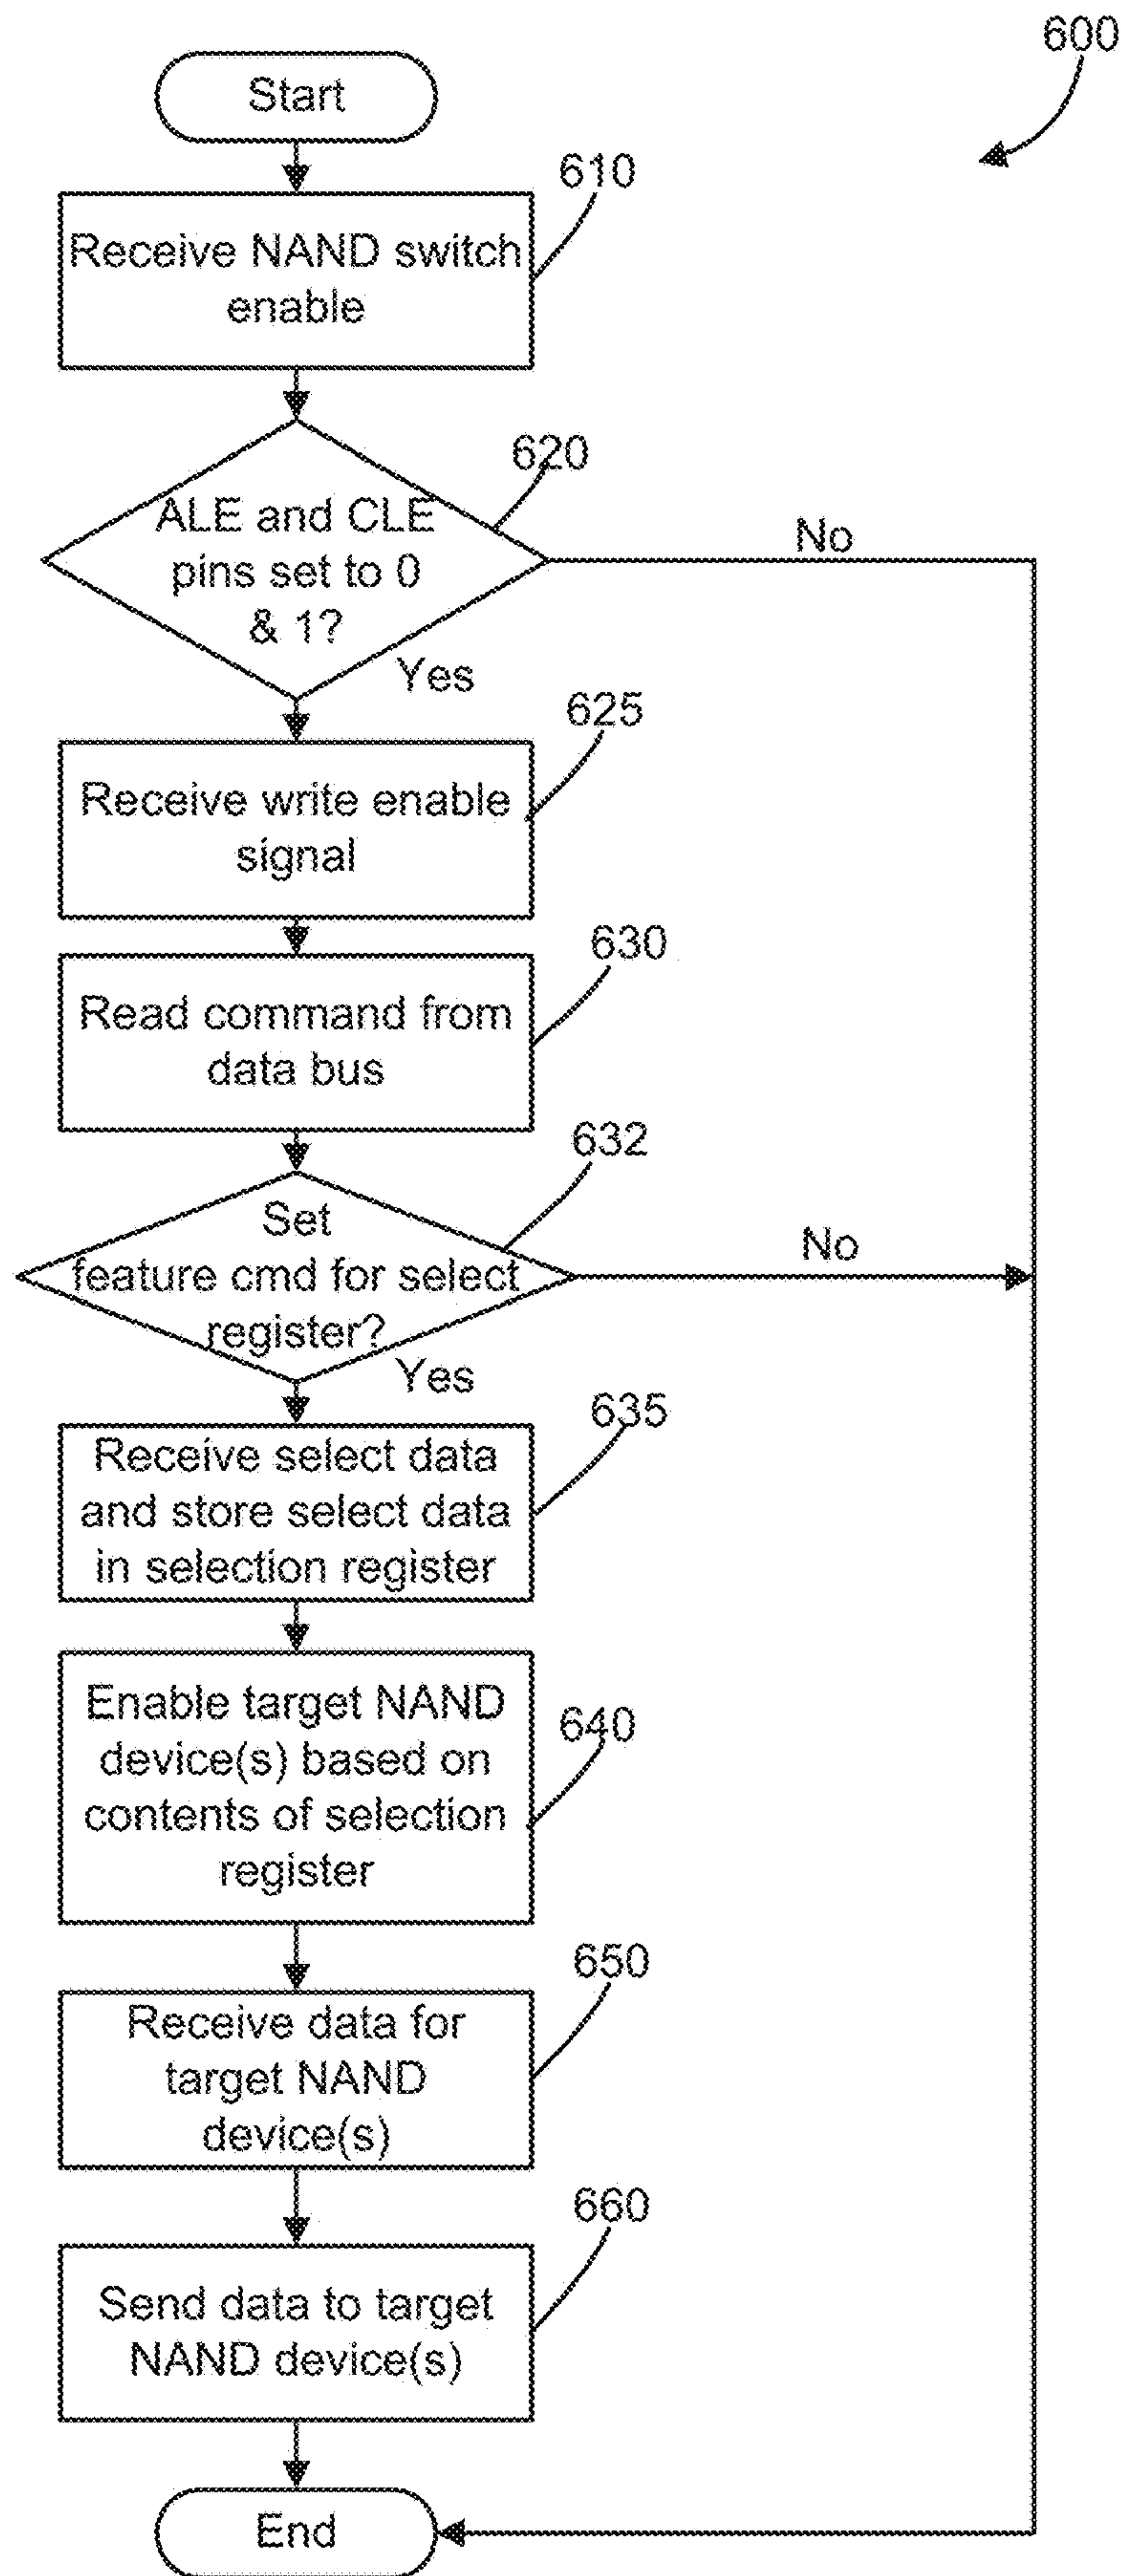 600
Start
610
Receive NAND switch
enable
620
ALE and CLE
pins set to 0
& 1?
No
Yes
625
Receive write enable
signal
630
Read command from
data bus
632
Set
feature cmd for select
register?
No
Yes
635
Receive select data
and store select data
in selection register
640
Enable target NAND
device(s) based on
contents of selection
register
650
Receive data for
target NAND
device(s)
660
Send data to target
NAND device(s)
End